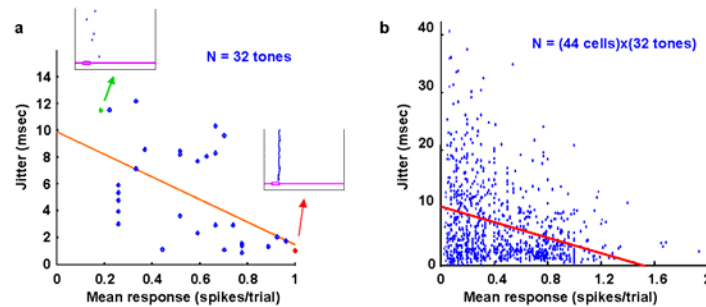 a
N = 32 tones
Jitter (msec)
14
12
10
8
6
4
2
0
0 0.2 0.4 0.6 0.8 1
Mean response (spikes/trial)
b
N = (44 cells)x(32 tones)
Jitter (msec)
40
30
20
10
0
0 0.4 0.8 1.2 1.6 2
Mean response (spikes/trial)